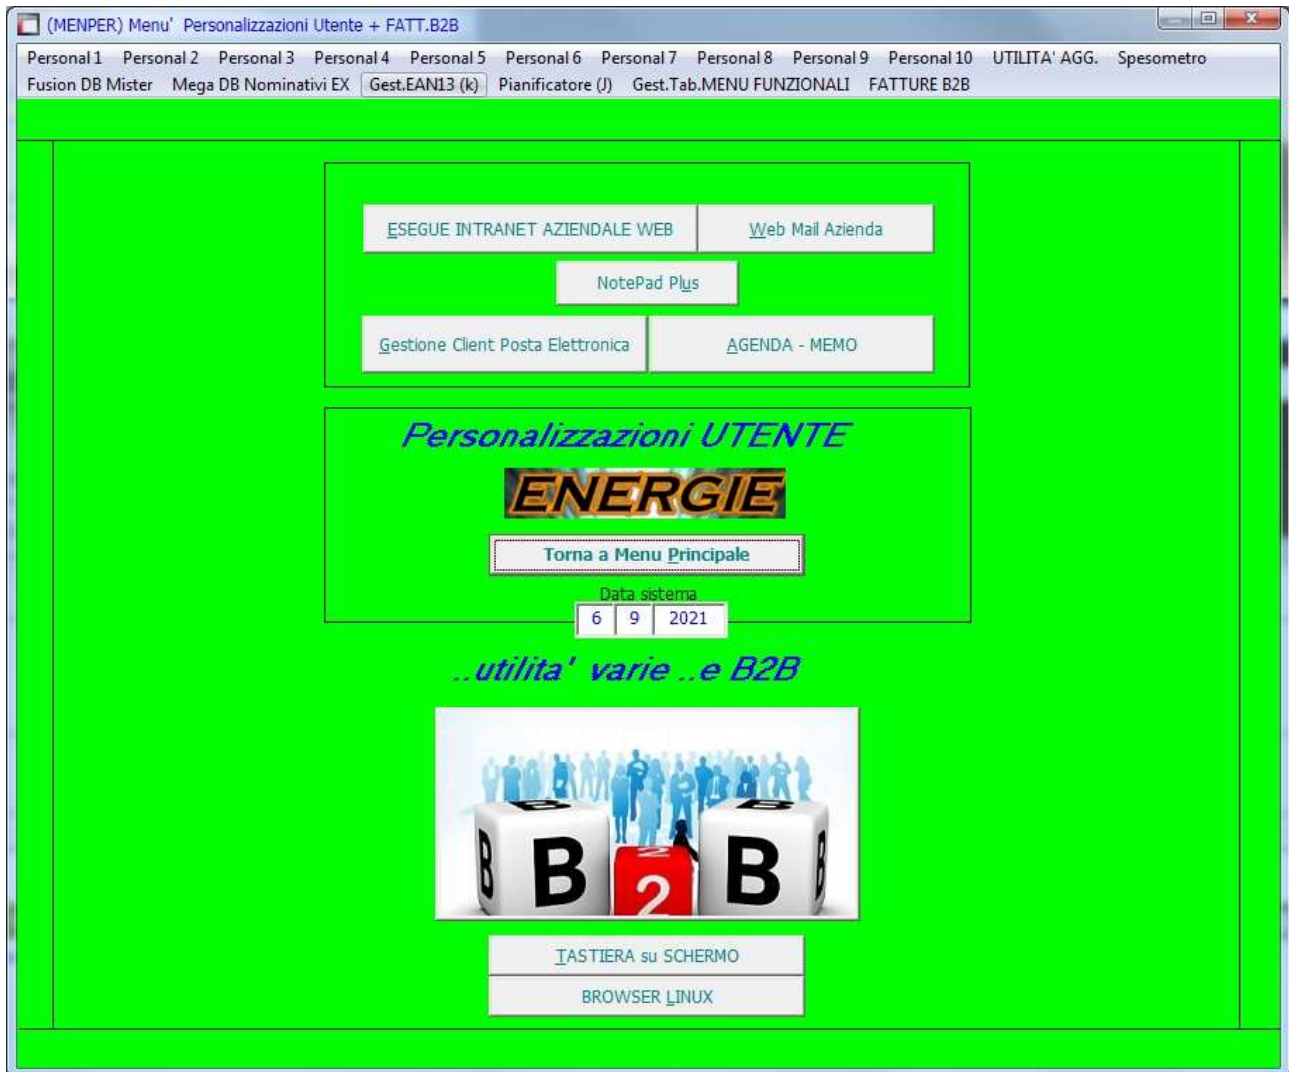 (MENPER) Menu' Personalizzazioni Utente + FATT.B2B
Personal 1 Personal 2 Personal 3 Personal 4 Personal 5 Personal 6 Personal 7 Personal 8 Personal 9 Personal 10 UTILITA' AGG. Spesometro
Fusion DB Mister Mega DB Nominativi EX Gest.EAN13 (k) Pianificatore (J) Gest.Tab.MENU FUNZIONALI FATTURE B2B
ESEGUE INTRANET AZIENDALE WEB Web Mail Azienda
NotePad Plus
Gestione Client Posta Elettronica AGENDA - MEMO
Personalizzazioni UTENTE
ENERGIE
Torna a Menu Principale
Data sistema
6 9 2021
..utilita' varie ..e B2B
B B 2 2 B B B B
TASTIERA su SCHERMO
BROWSER LINUX